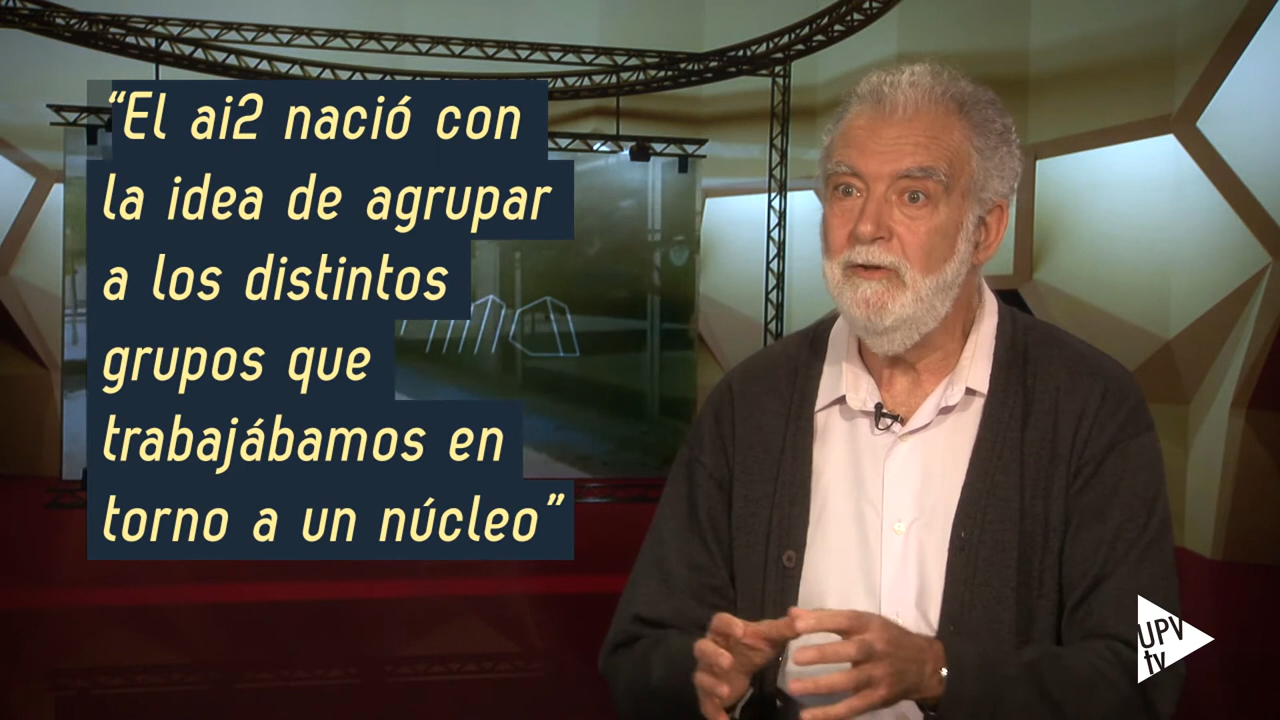 “El ai2 nació con
la idea de agrupar
a los distintos
grupos que
trabajábamos en
torno a un núcleo”
UPV
tv